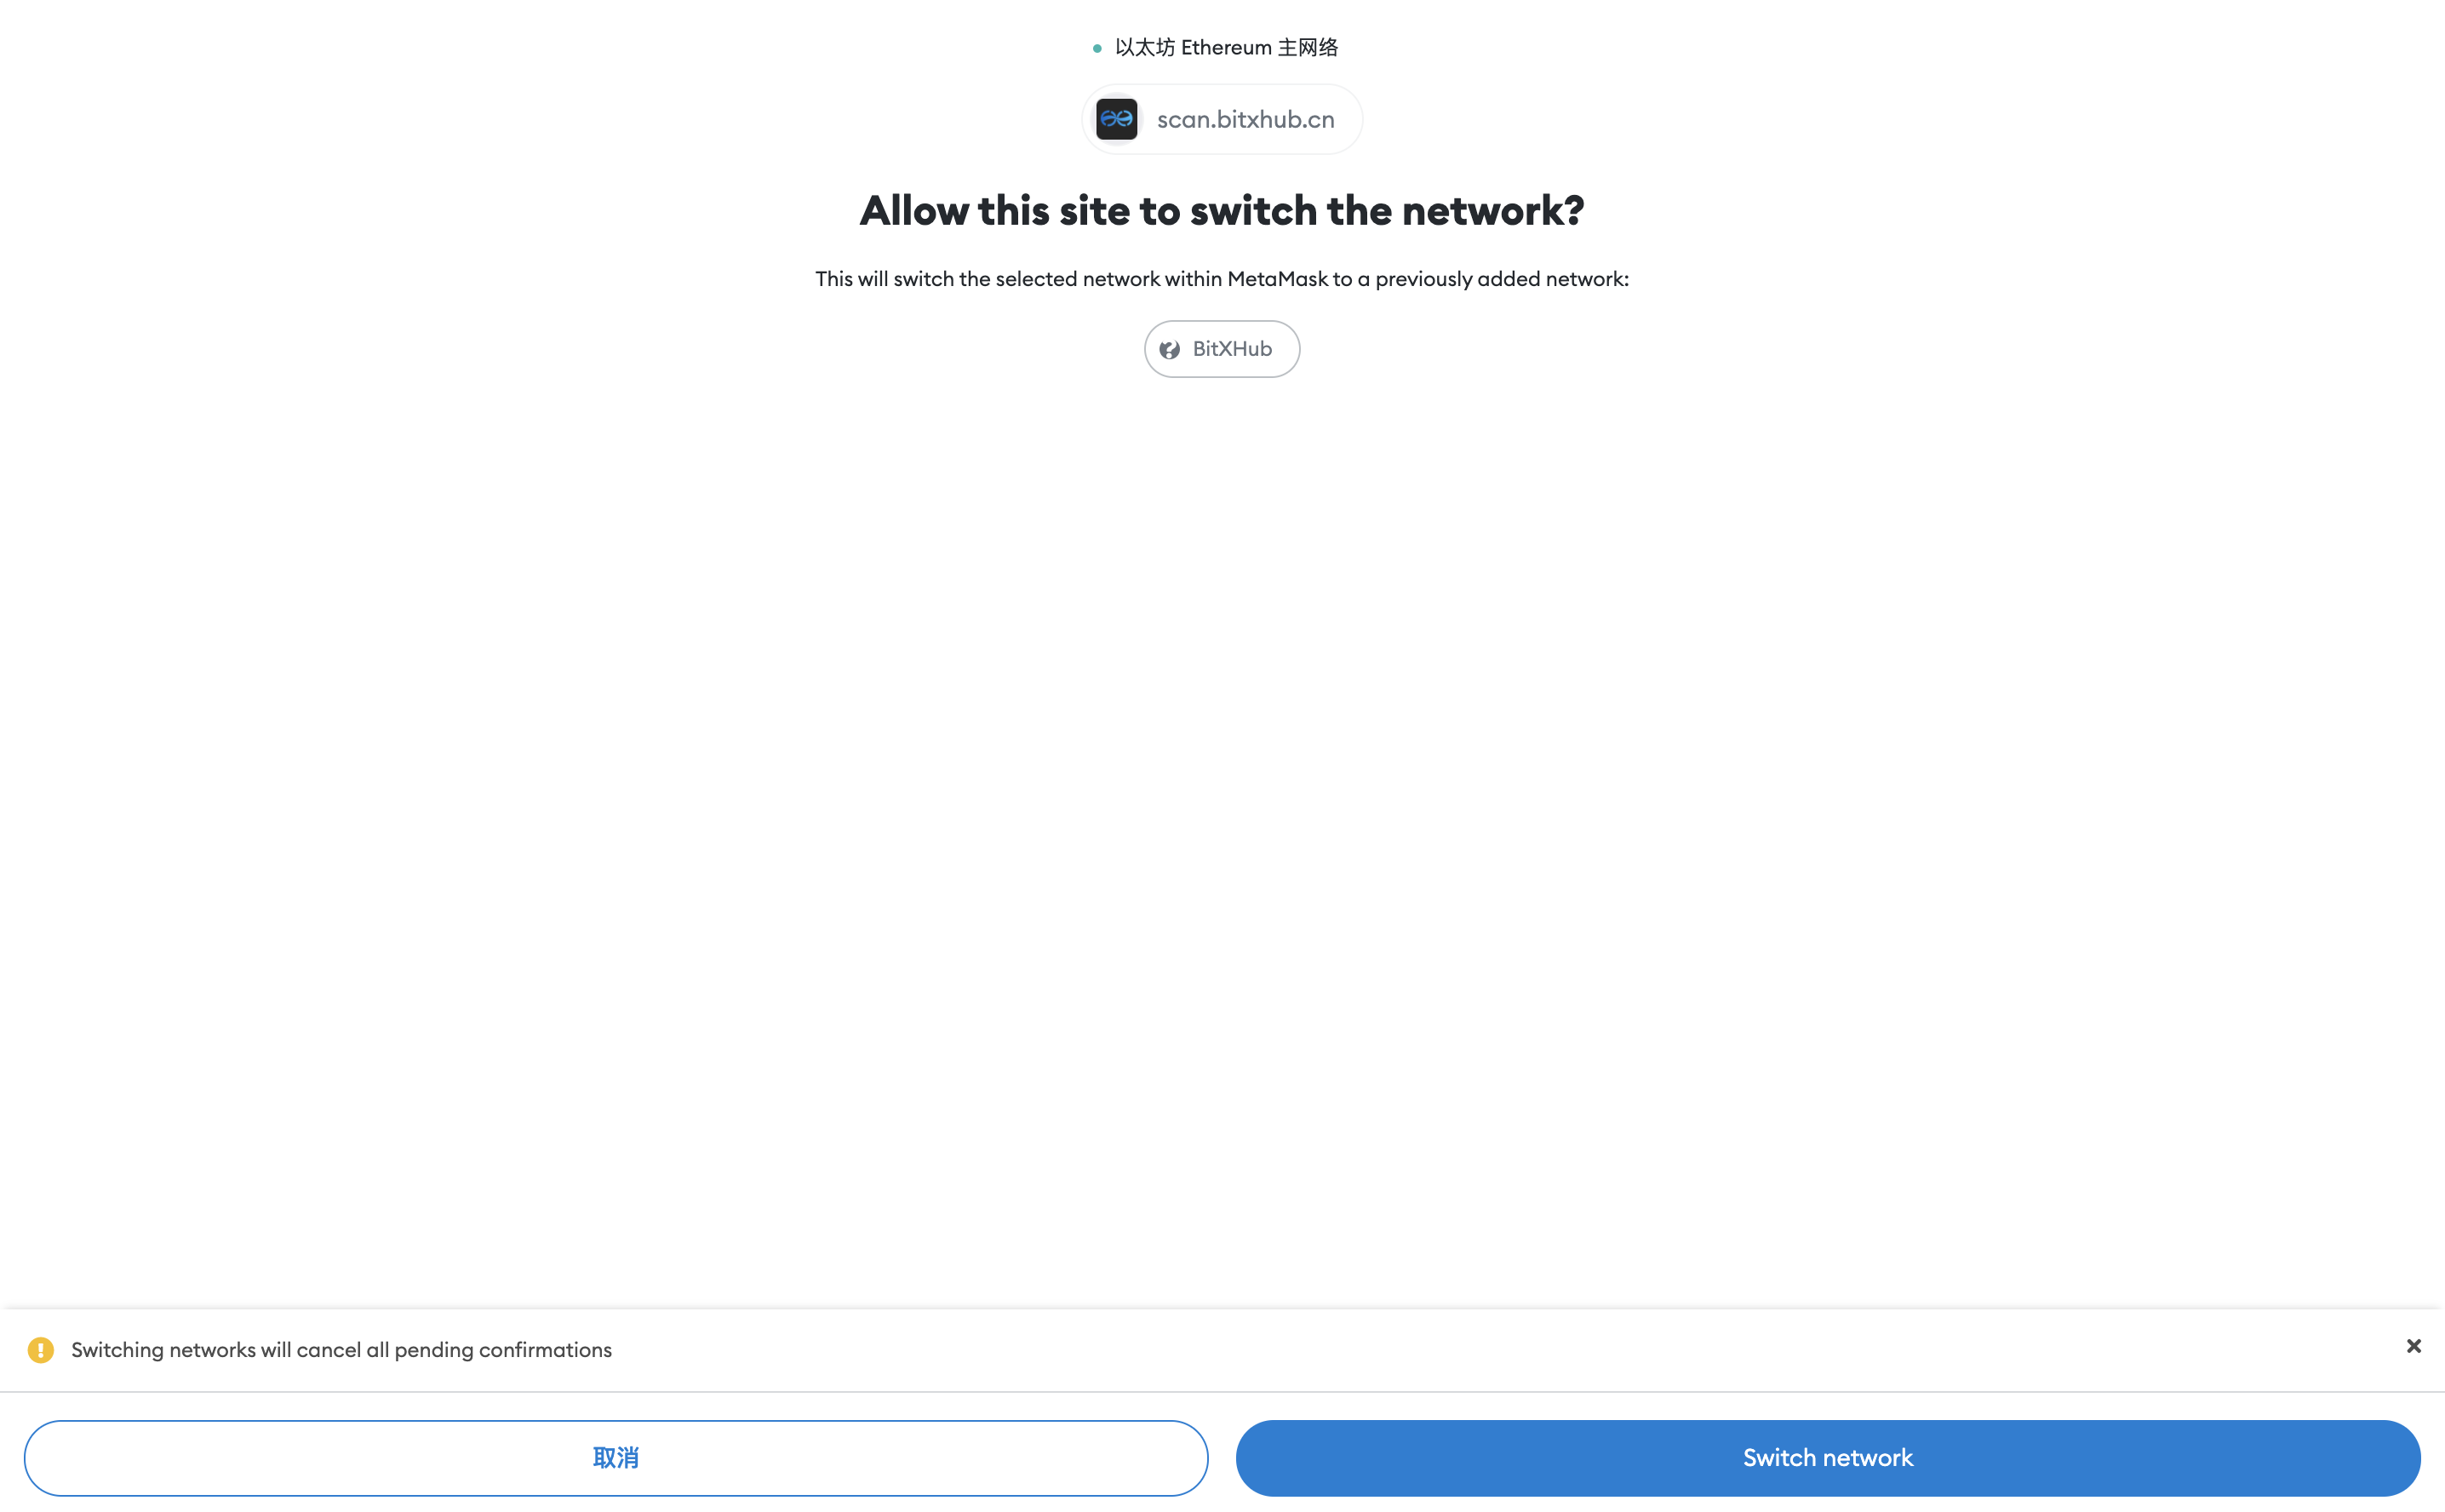 以太坊 Ethereum 主网络
scan.bitxhub.cn
Allow this site to switch the network?
This will switch the selected network within MetaMask to a previously added network:
BitXHub
Switching networks will cancel all pending confirmations
取消
Switch network